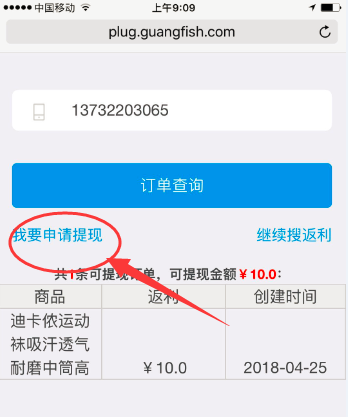 中国移动 上午9:09
plug.guangfish.com
13732203065
订单查询
我要申请提现 继续搜返利
共1条可提现订单，可提现金额￥10.0：
商品 返利 创建时间
迪卡侬运动
袜吸汗透气
耐磨中筒高 ￥10.0 2018-04-25